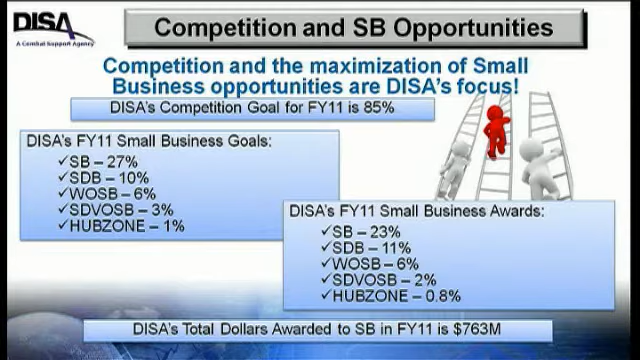 DISA
A Combat Support Agency
Competition and SB Opportunities
Competition and the maximization of Small
Business opportunities are DISA's focus!
DISA's Competition Goal for FY11 is 85%
DISA's FY11 Small Business Goals:
✓SB – 27%
✓SDB – 10%
✓WOSB – 6%
✓SDVOSB – 3%
✓HUBZONE – 1%
DISA's FY11 Small Business Awards:
✓SB – 23%
✓SDB – 11%
✓WOSB – 6%
✓SDVOSB – 2%
✓HUBZONE – 0.8%
DISA's Total Dollars Awarded to SB in FY11 is $763M